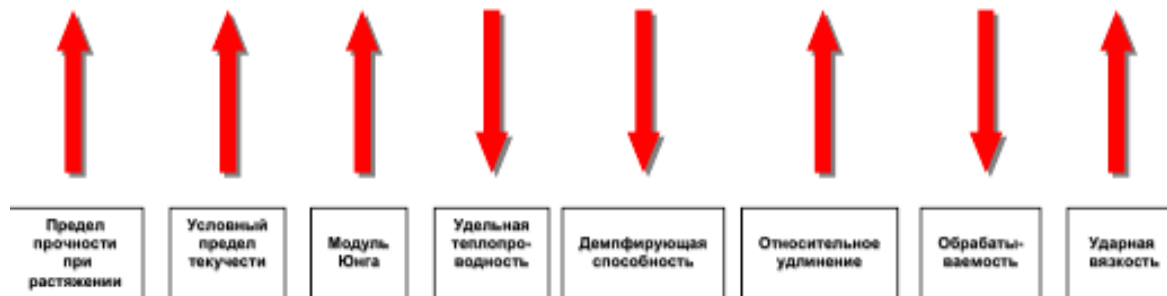 Предел
прочности
при
растяжении
Условный
предел
текучести
Модуль
Юнга
Удельная
теплопро-
водность
Демпфирующая
способность
Относительное
удлинение
Обрабаты-
ваемость
Ударная
вязкость